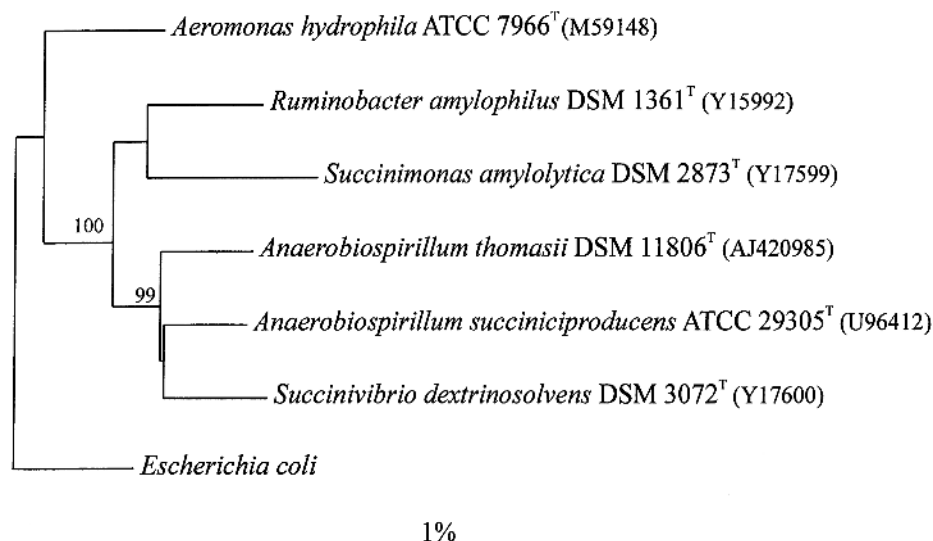 Aeromonas hydrophila ATCC 7966T (M59148)
Ruminobacter amylophilus DSM 1361T (Y15992)
Succinimonas amylolytica DSM 2873T (Y17599)
100
Anaerobiospirillum thomasii DSM 11806T (AJ420985)
99
Anaerobiospirillum succiniciproducens ATCC 29305T (U96412)
Succinivibrio dextrinosolvens DSM 3072T (Y17600)
Escherichia coli
1%